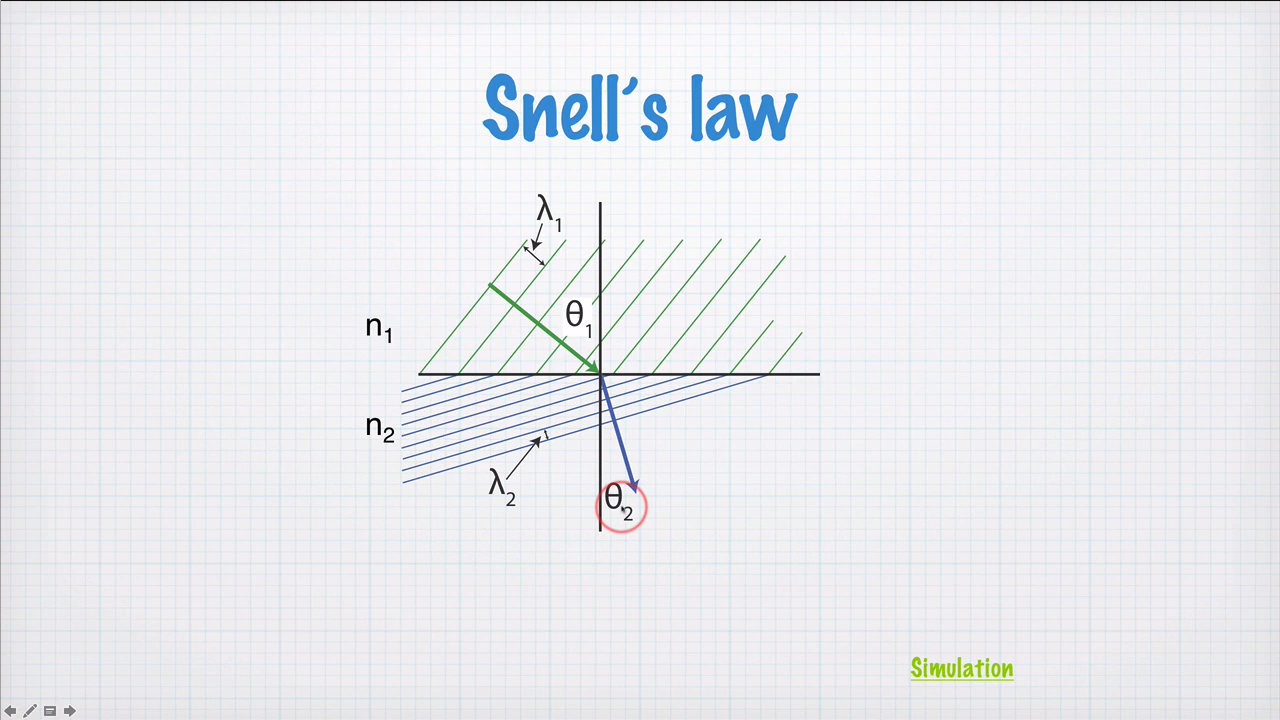 Snell´s law
λ1
θ1
n1
n2
λ2
θ2
Simulation